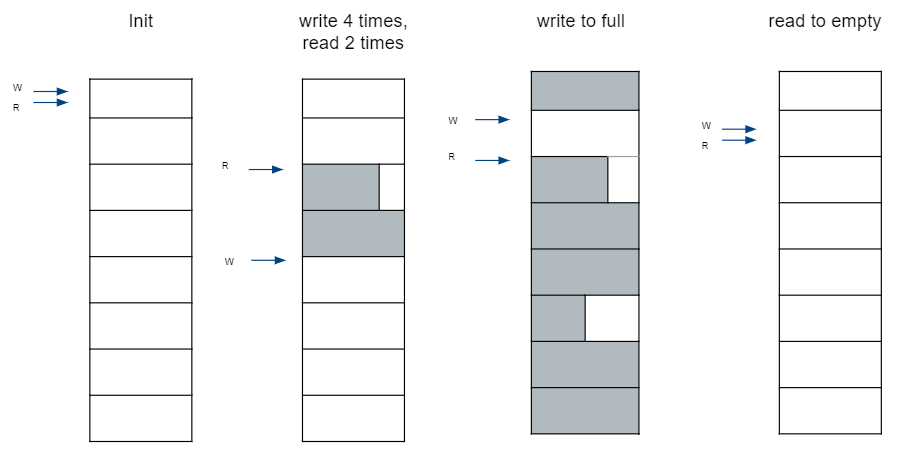 Init
write 4 times,
read 2 times
write to full
read to empty
W
R
R
W
W
R
W
R